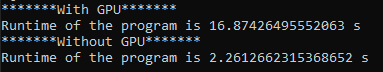 *******With GPU*******
Runtime of the program is 16.87426495552063 s
*******Without GPU*******
Runtime of the program is 2.2612662315368652 s